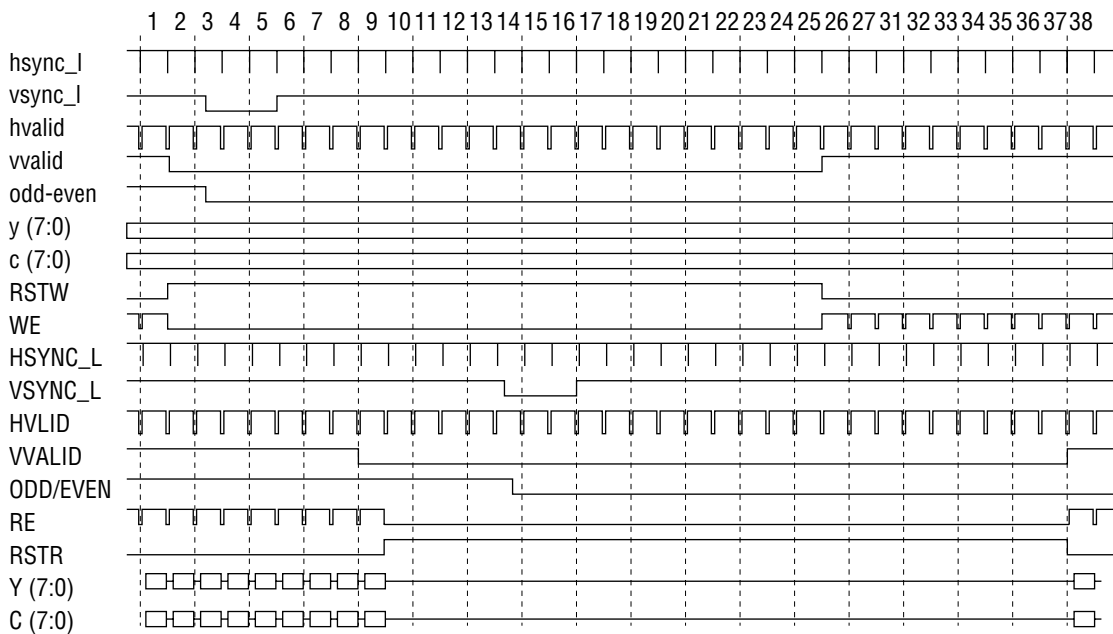 1 2 3 4 5 6 7 8 9 10 11 12 13 14 15 16 17 18 19 20 21 22 23 24 25 26 27 31 32 33 34 35 36 37 38
hsync_l
vsync_l
hvalid
vvalid
odd-even
y (7:0)
c (7:0)
RSTW
WE
HSYNC_L
VSYNC_L
HVLID
VVALID
ODD/EVEN
RE
RSTR
Y (7:0)
C (7:0)